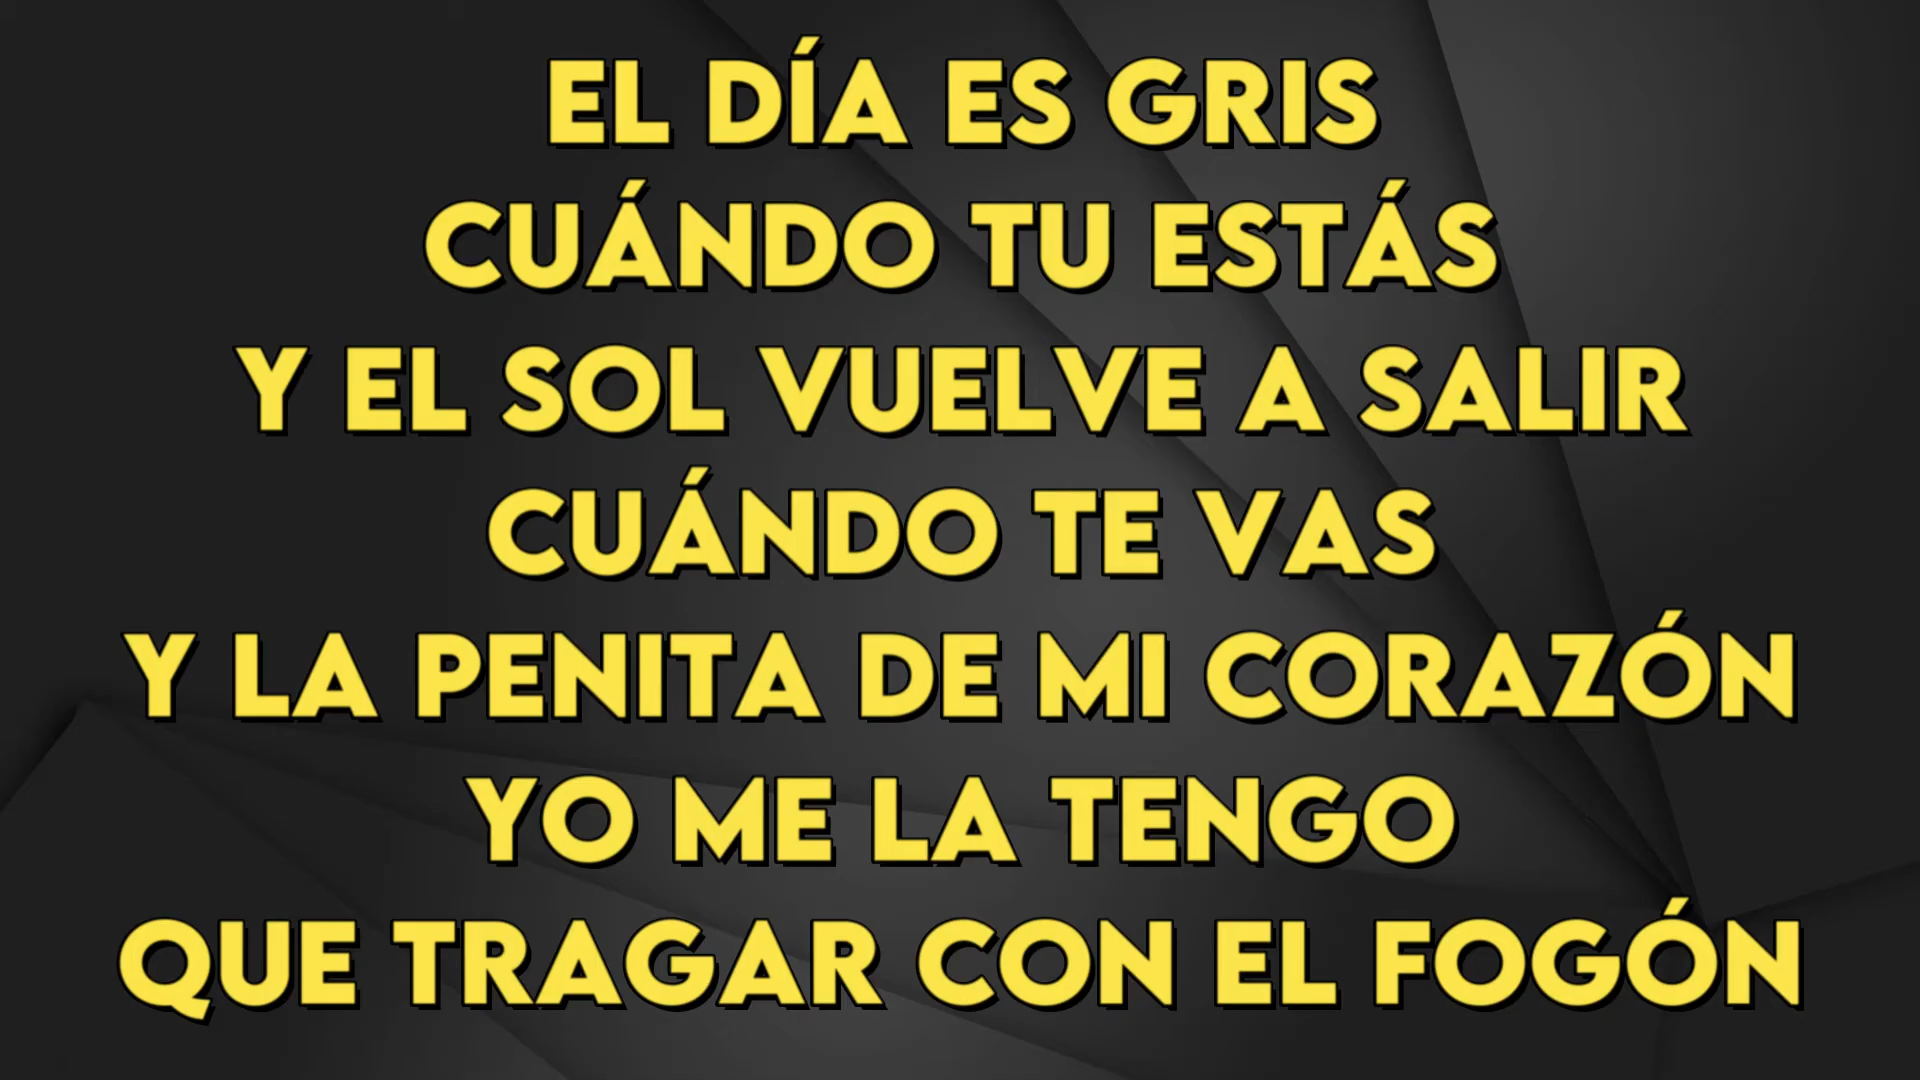 EL DÍA ES GRIS
CUÁNDO TU ESTÁS
Y EL SOL VUELVE A SALIR
CUÁNDO TE VAS
Y LA PENITA DE MI CORAZÓN
YO ME LA TENGO
QUE TRAGAR CON EL FOGÓN